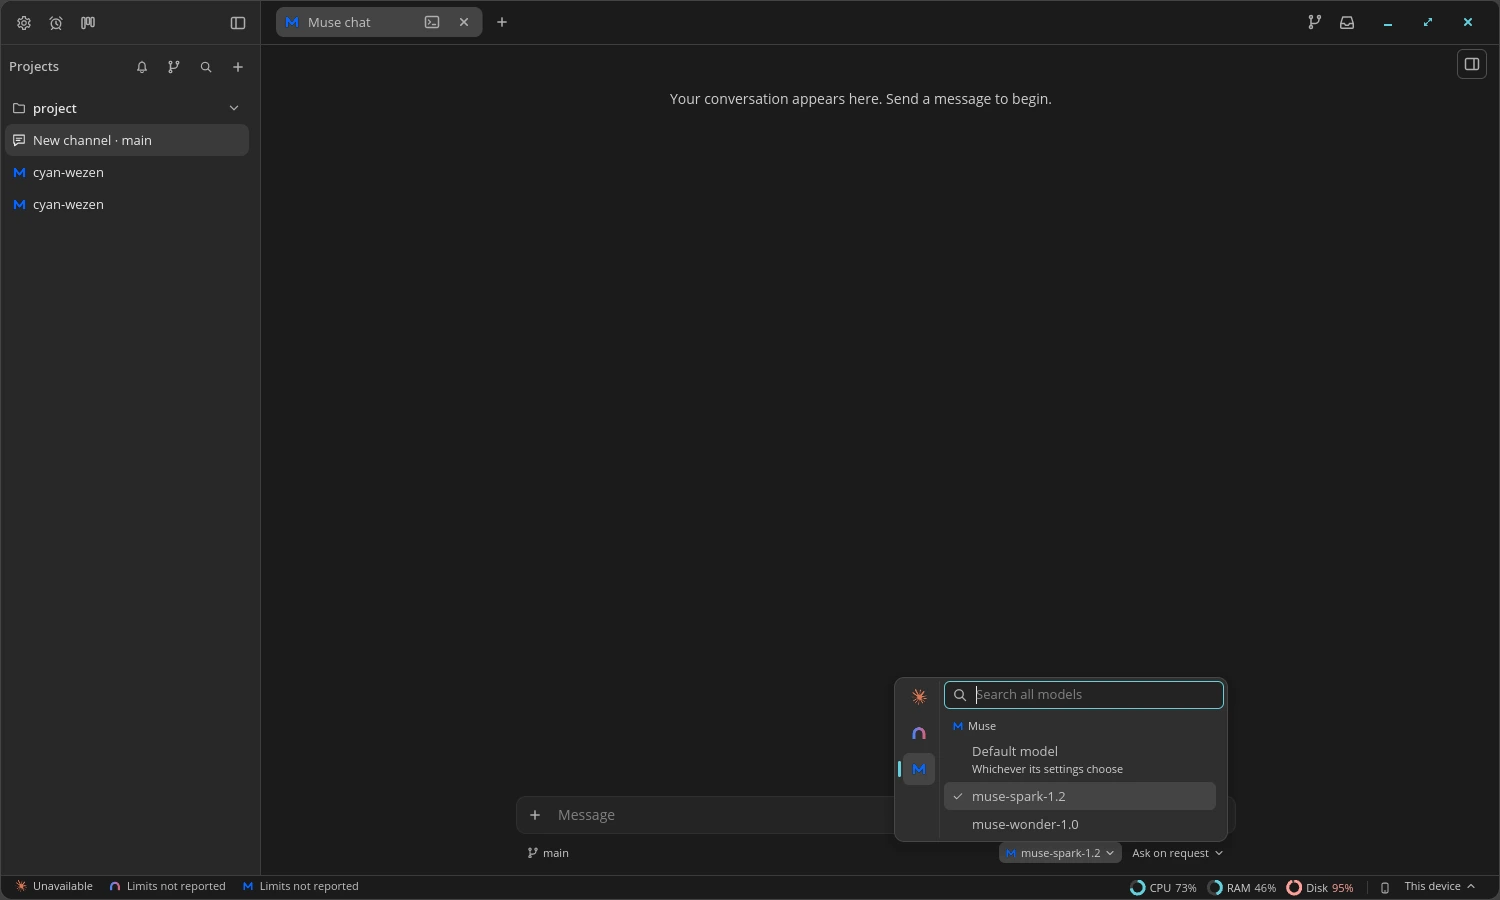 Muse chat
Projects
project
New channel · main
cyan-wezen
cyan-wezen
Your conversation appears here. Send a message to begin.
Search all models
Muse
Default model
Whichever its settings choose
muse-spark-1.2
muse-wonder-1.0
Message
main
muse-spark-1.2
Ask on request
Unavailable
Limits not reported
Limits not reported
CPU 73%
RAM 46%
Disk 95%
This device